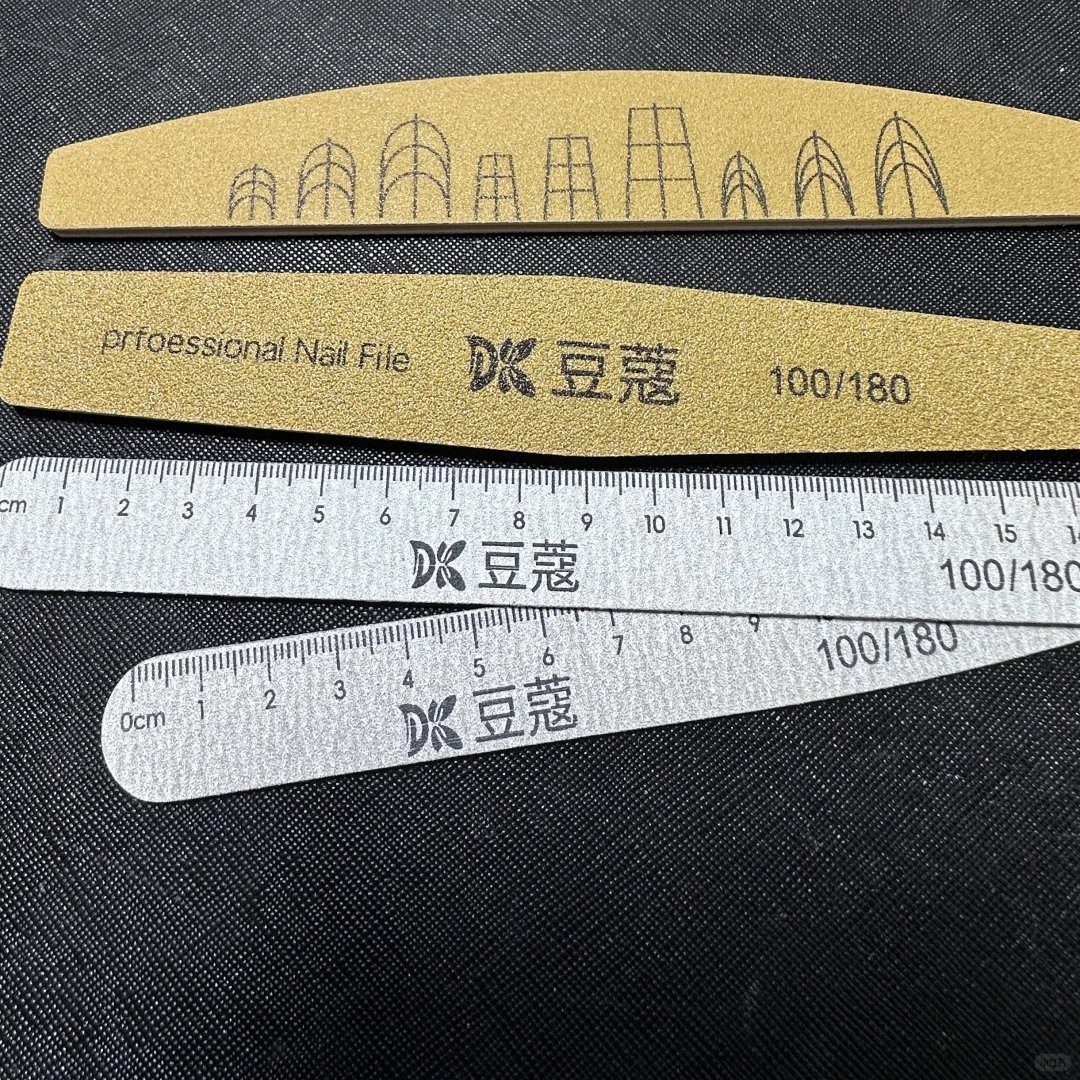 prfoessional Nail File DK 豆蔻 100/180
cm 1 2 3 4 5 6 7 8 9 10 11 12 13 14 15
DK 豆蔻 100/180
0cm 1 2 3 4 5 6 7 8 9
DK 豆蔻 100/180